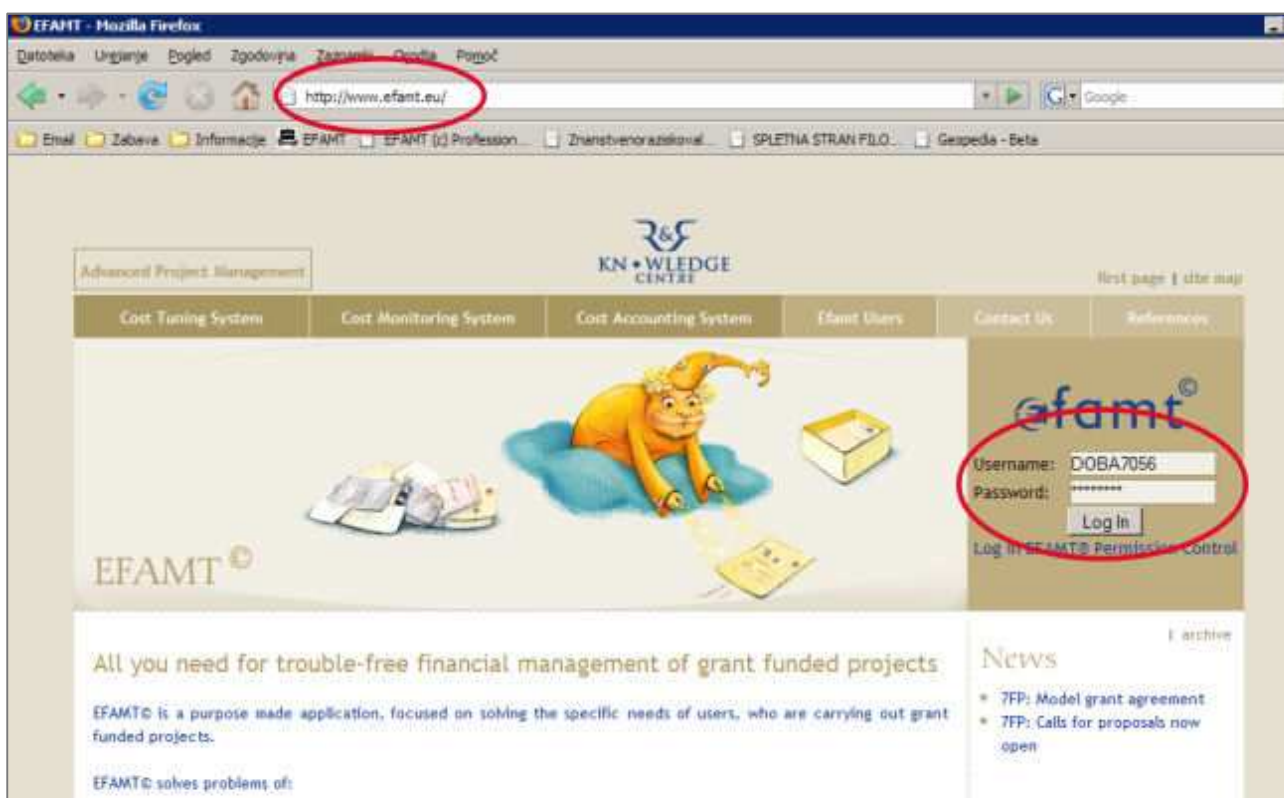 EFAMT - Mozilla Firefox
Datoteka Urejanje Pogled Zgodovina Zaznamki Orodja Pomoč
http://www.efamt.eu/
Google
Email Zabava Informacije EFAMT EFAMT (c) Profession... Znanstvenoraziskoval... SPLETNA STRAN FILO... Geopedia - Beta
R&R
KN•WLEDGE
CENTRE
Advanced Project Management
first page | site map
Cost Tuning System Cost Monitoring System Cost Accounting System Efamt Users Contact Us References
efamt©
Username: DOBA7056
Password: ********
Log In
Log in EFAMT® Permission Control
EFAMT©
| archive
All you need for trouble-free financial management of grant funded projects
News
EFAMT© is a purpose made application, focused on solving the specific needs of users, who are carrying out grant
funded projects.
EFAMT© solves problems of:
7FP: Model grant agreement
7FP: Calls for proposals now
open